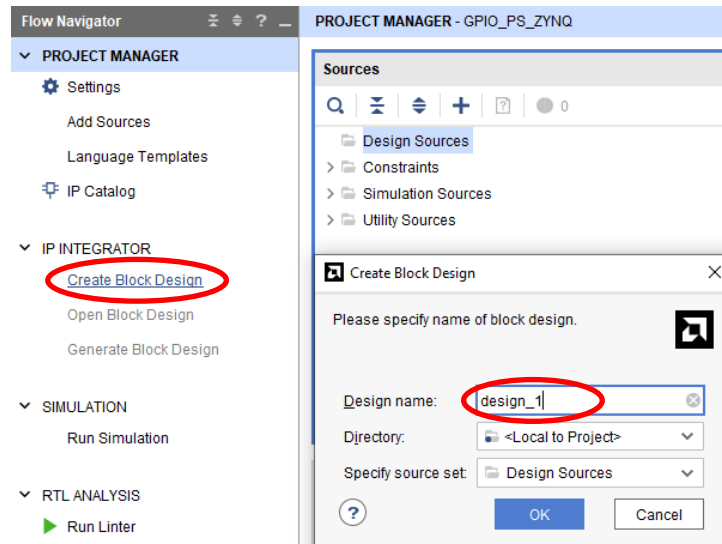 Flow Navigator
?
PROJECT MANAGER - GPIO_PS_ZYNQ
PROJECT MANAGER
Settings
Add Sources
Language Templates
IP Catalog
IP INTEGRATOR
Create Block Design
Open Block Design
Generate Block Design
SIMULATION
Run Simulation
RTL ANALYSIS
Run Linter
Sources
? 0
Design Sources
Constraints
Simulation Sources
Utility Sources
Create Block Design
Please specify name of block design.
Design name: design_1
Directory: <Local to Project>
Specify source set: Design Sources
? OK Cancel